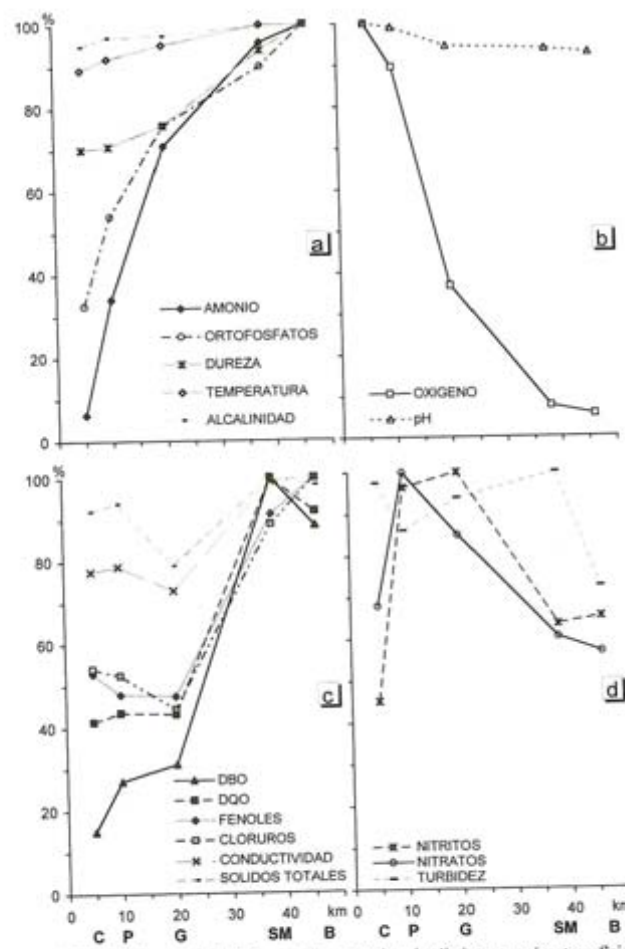 %
100
80
60
40
20
0
a
AMONIO
ORTOFOSFATOS
DUREZA
TEMPERATURA
ALCALINIDAD
b
OXIGENO
pH
%
100
80
60
40
20
0
c
DBO
DQO
FENOLES
CLORUROS
CONDUCTIVIDAD
SOLIDOS TOTALES
d
NITRITOS
NITRATOS
TURBIDEZ
0 10 20 30 40 km 0 10 20 30 40 km
C P G SM B C P G SM B